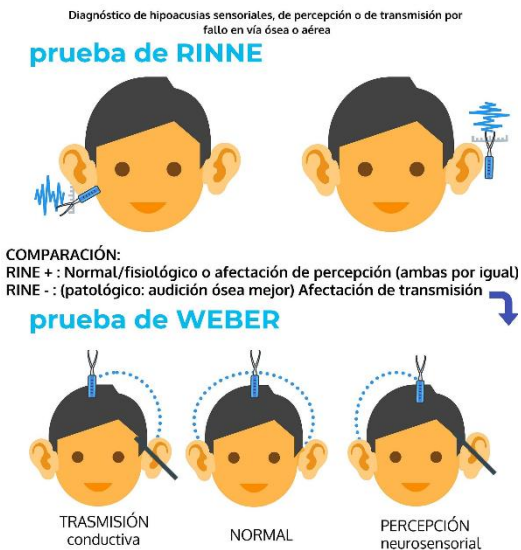 Diagnóstico de hipoacusias sensoriales, de percepción o de transmisión por
fallo en vía ósea o aérea
prueba de RINNE
COMPARACIÓN:
RINE + : Normal/fisiológico o afectación de percepción (ambas por igual)
RINE - : (patológico: audición ósea mejor) Afectación de transmisión
prueba de WEBER
TRASMISIÓN
conductiva
NORMAL
PERCEPCIÓN
neurosensorial